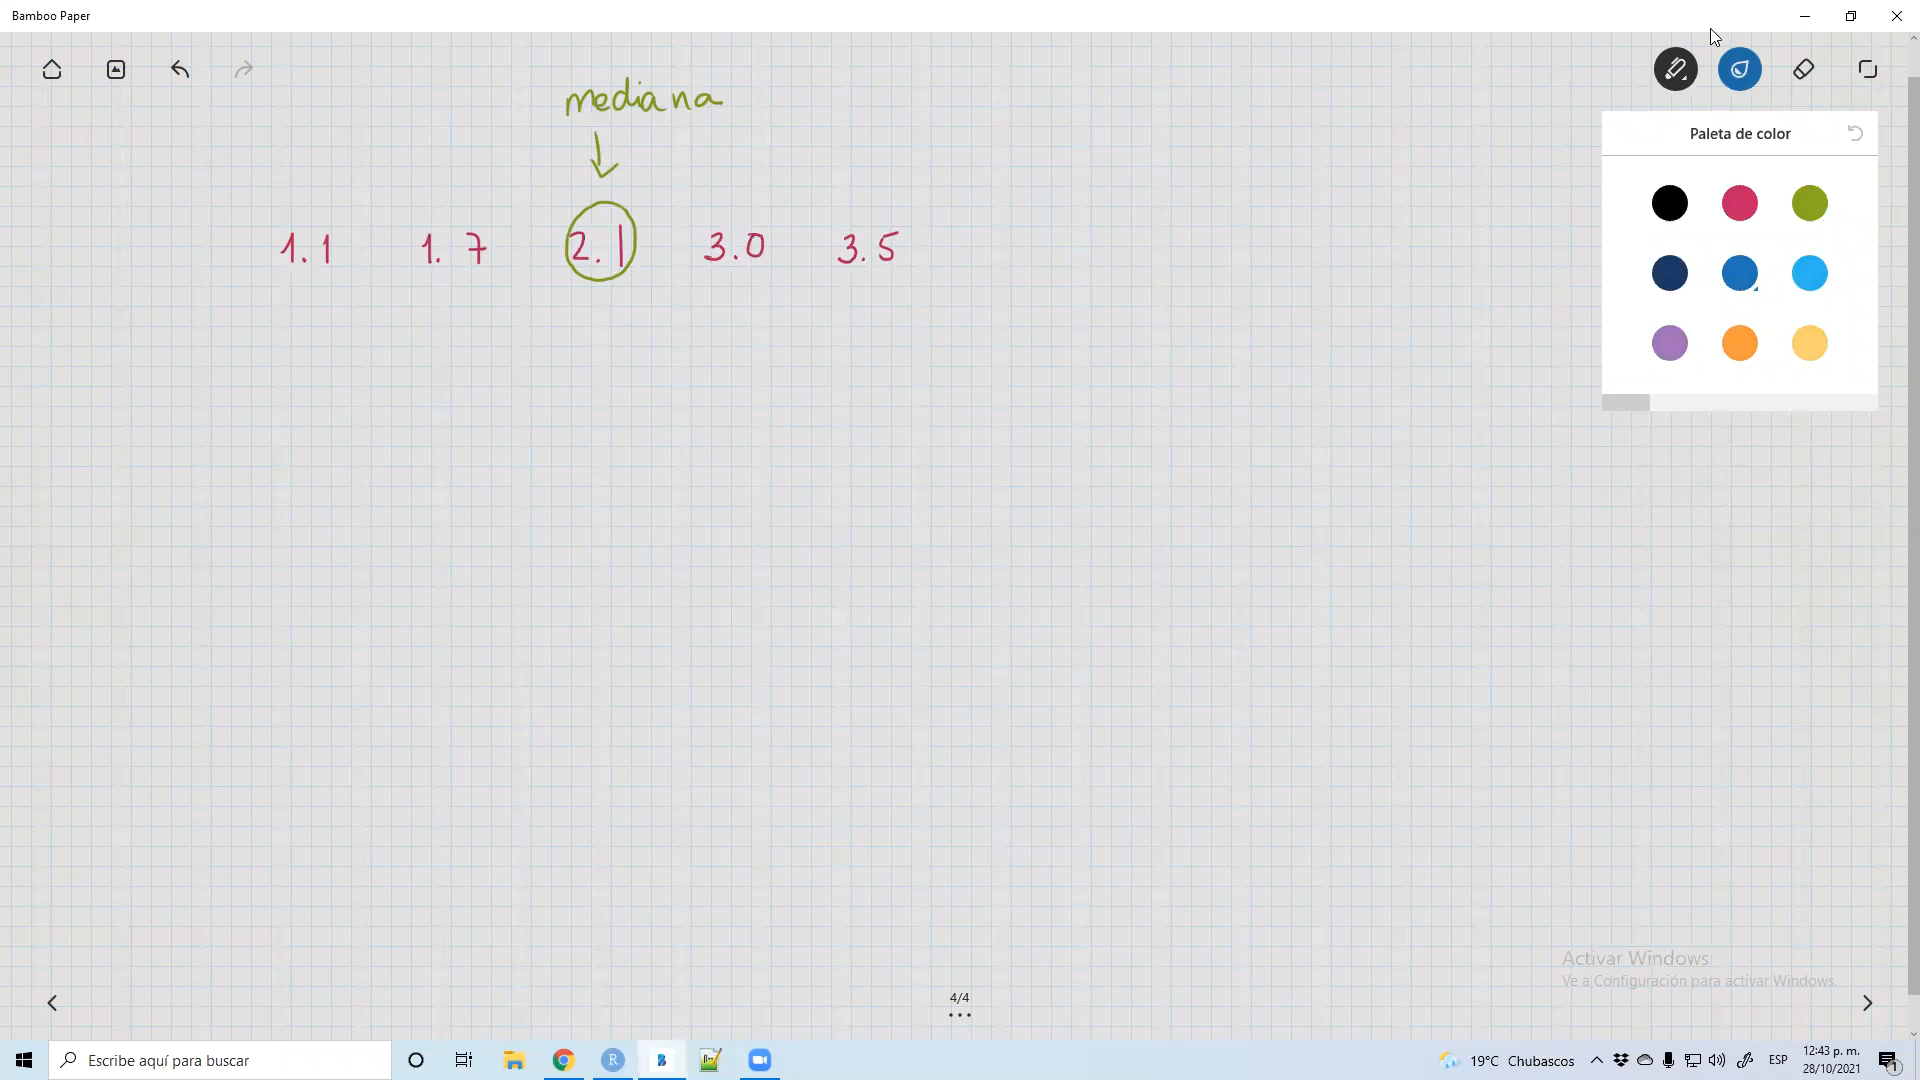 Bamboo Paper
mediana
1.1 1.7 2.1 3.0 3.5
Paleta de color
Activar Windows
Ve a Configuración para activar Windows.
4/4
Escribe aquí para buscar
19°C Chubascos
ESP
12:43 p. m.
28/10/2021
1